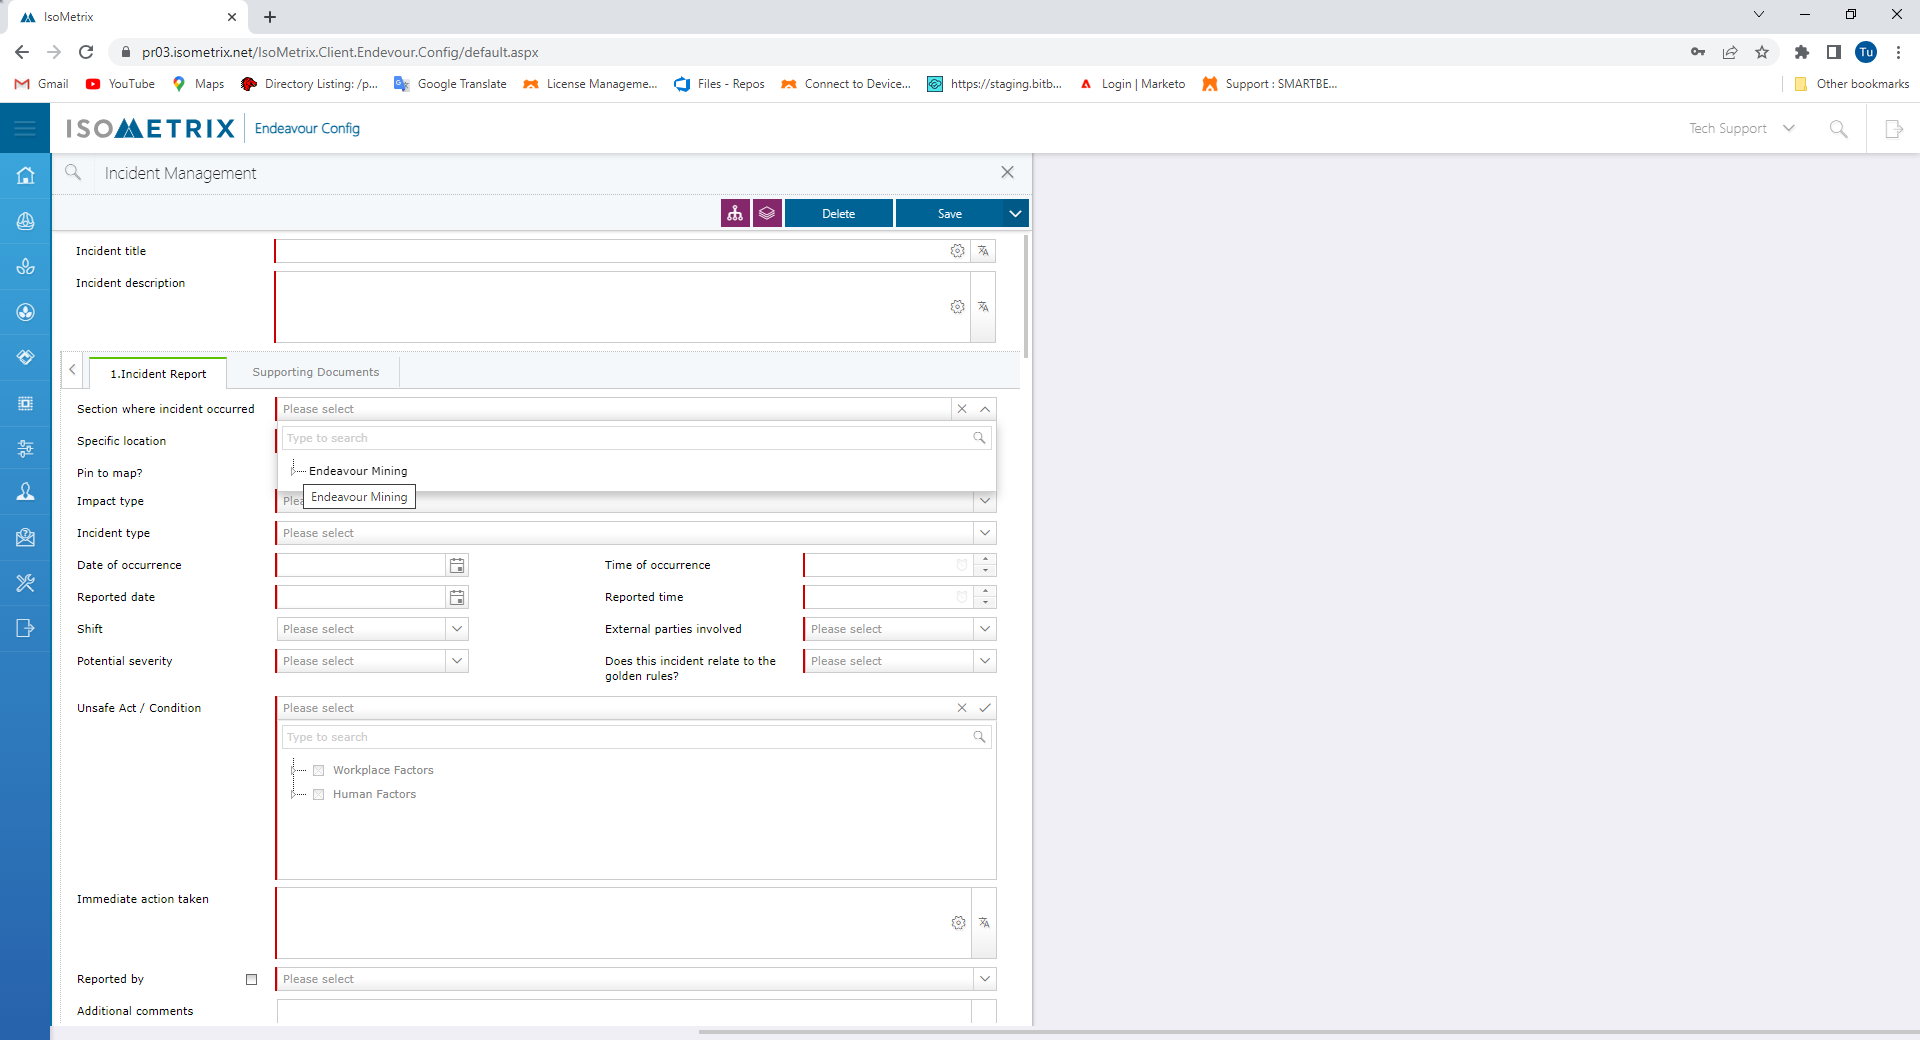 IsoMetrix
pr03.isometrix.net/IsoMetrix.Client.Endevour.Config/default.aspx
Tu
Gmail
YouTube
Maps
Directory Listing: /p...
Google Translate
License Manageme...
Files - Repos
Connect to Device...
https://staging.bitb...
Login | Marketo
Support : SMARTBE...
Other bookmarks
ISOMETRIX
Endeavour Config
Tech Support
Incident Management
Delete
Save
Incident title
Incident description
1.Incident Report
Supporting Documents
Section where incident occurred
Please select
Type to search
Specific location
Endeavour Mining
Pin to map?
Endeavour Mining
Impact type
Plea
Incident type
Please select
Date of occurrence
Time of occurrence
Reported date
Reported time
Shift
Please select
External parties involved
Please select
Potential severity
Please select
Does this incident relate to the
golden rules?
Please select
Unsafe Act / Condition
Please select
Type to search
Workplace Factors
Human Factors
Immediate action taken
Reported by
Please select
Additional comments